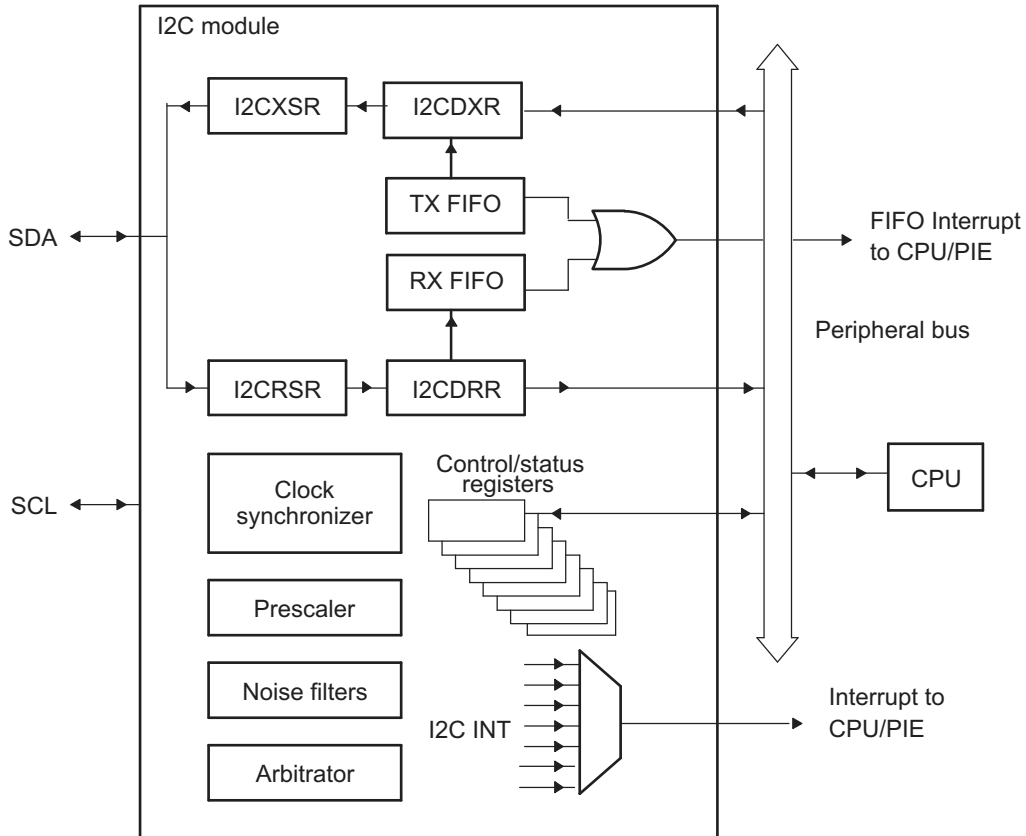 I2C module
I2CXSR
I2CDXR
TX FIFO
SDA
FIFO Interrupt
to CPU/PIE
RX FIFO
Peripheral bus
I2CRSR
I2CDRR
Control/status
registers
CPU
SCL
Clock
synchronizer
Prescaler
Noise filters
I2C INT
Interrupt to
CPU/PIE
Arbitrator